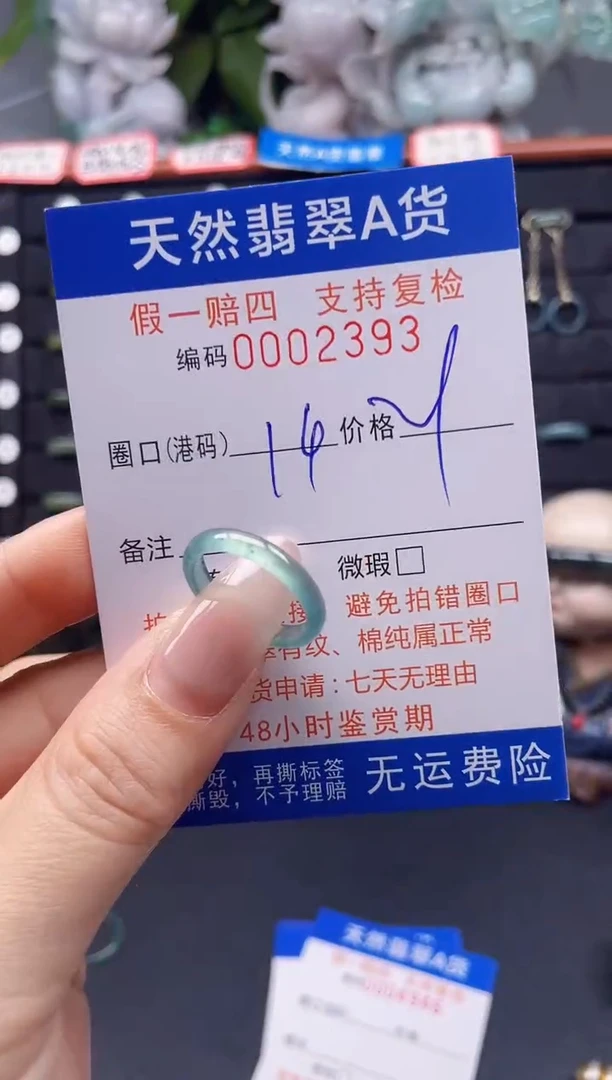 天然翡翠A货
假一赔四 支持复检
编码0002393
圈口(港码) 14 价格
备注
微瑕□
避免拍错圈口
有纹、棉纯属正常
货申请:七天无理由
48小时鉴赏期
好,再撕标签
撕毁,不予理赔
无运费险
天然翡翠A货